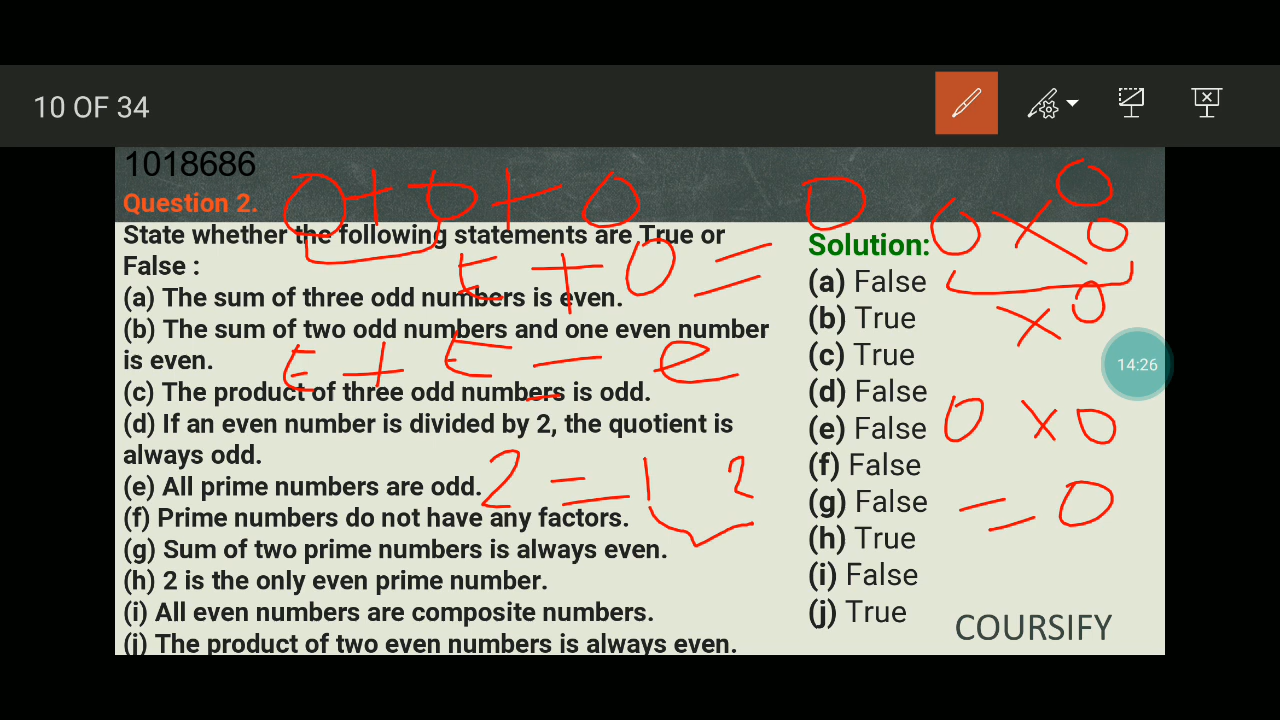 10 OF 34
1018686
Question 2.
O + O + O
O
O × O
State whether the following statements are True or
False :
E + O =
(a) The sum of three odd numbers is even.
(b) The sum of two odd numbers and one even number
is even.
E + E = e
(c) The product of three odd numbers is odd.
(d) If an even number is divided by 2, the quotient is
always odd.
(e) All prime numbers are odd.
2 = 1 2
(f) Prime numbers do not have any factors.
(g) Sum of two prime numbers is always even.
(h) 2 is the only even prime number.
(i) All even numbers are composite numbers.
(j) The product of two even numbers is always even.
Solution:
O
(a) False
(b) True
× O
(c) True
(d) False
(e) False
O × O
(f) False
(g) False
= O
(h) True
(i) False
(j) True
14:26
COURSIFY